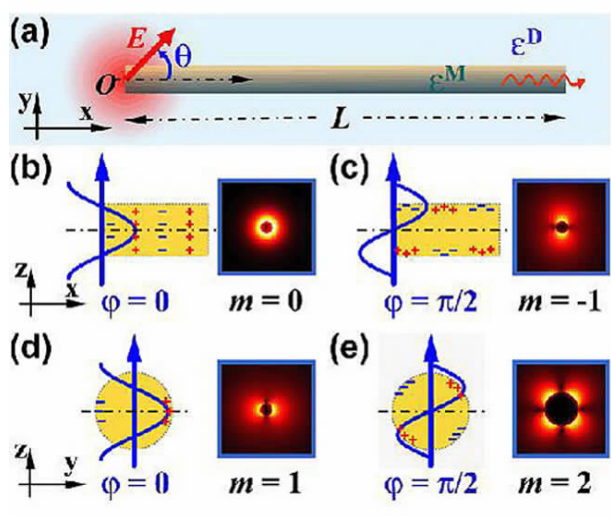 (a)
E
θ
ε^D
O
ε^M
y
x
L
(b)
(c)
z
x
φ = 0
m = 0
φ = π/2
m = -1
(d)
(e)
z
y
φ = 0
m = 1
φ = π/2
m = 2